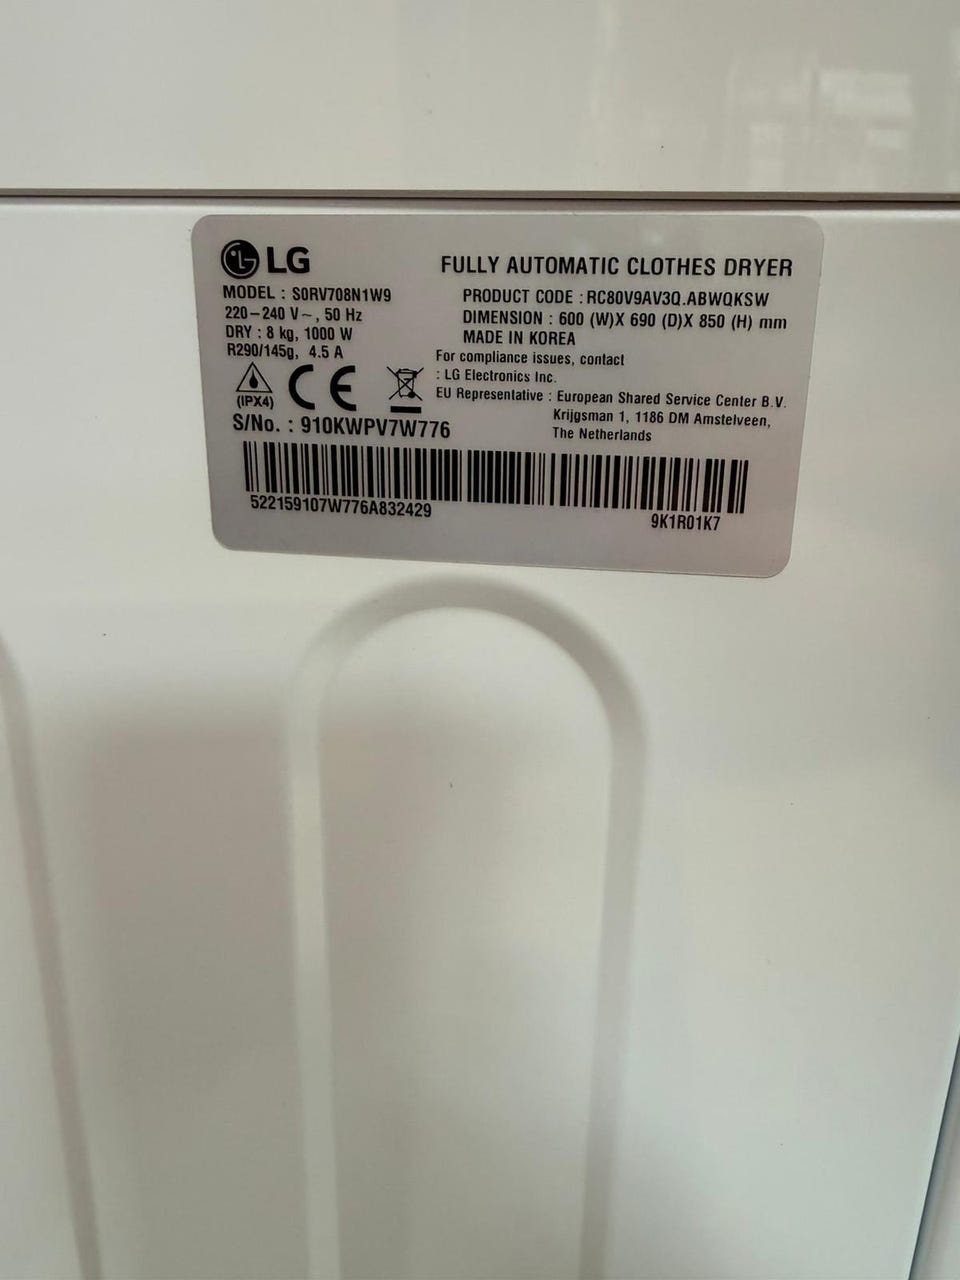 LG
FULLY AUTOMATIC CLOTHES DRYER
MODEL : S0RV708N1W9
220-240 V~, 50 Hz
DRY : 8 kg, 1000 W
R290/145g, 4.5 A
(IPX4)
CE
PRODUCT CODE : RC80V9AV3Q.ABWQKSW
DIMENSION : 600 (W)X 690 (D)X 850 (H) mm
MADE IN KOREA
For compliance issues, contact
: LG Electronics Inc.
EU Representative : European Shared Service Center B.V.
Krijgsman 1, 1186 DM Amstelveen,
The Netherlands
S/No. : 910KWPV7W776
522159107W776A832429
9K1R01K7